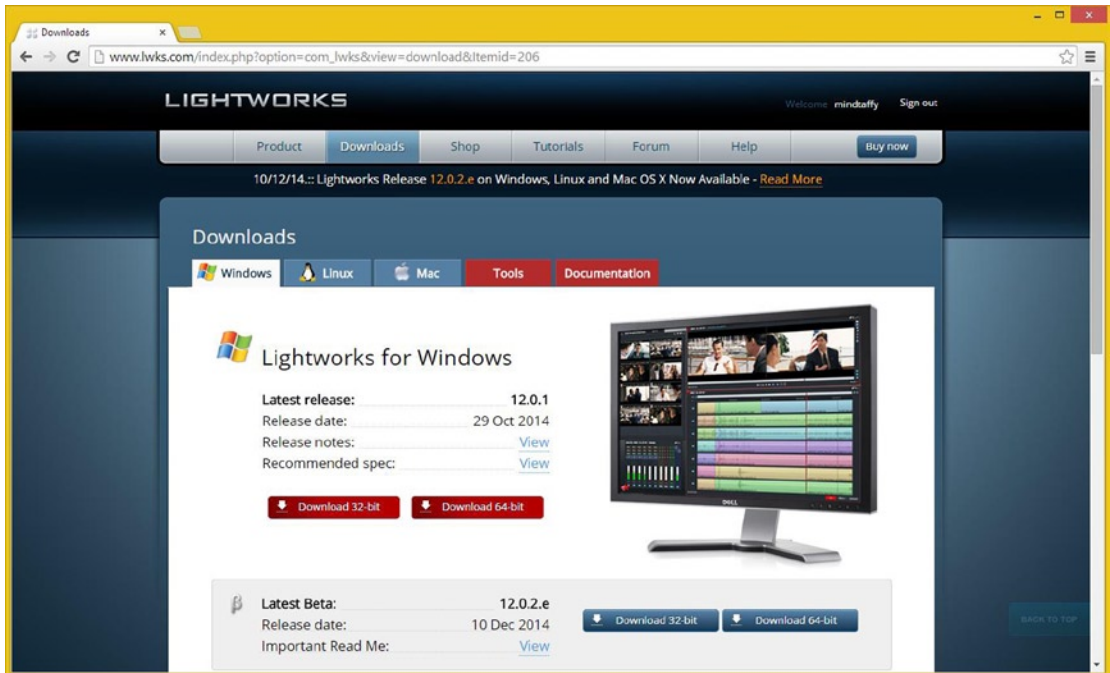 Downloads
www.lwks.com/index.php?option=com_lwks&view=download&Itemid=206
LIGHTWORKS
Welcome mindtaffy Sign out
Product Downloads Shop Tutorials Forum Help Buy now
10/12/14.:: Lightworks Release 12.0.2.e on Windows, Linux and Mac OS X Now Available - Read More
Downloads
Windows Linux Mac Tools Documentation
Lightworks for Windows
Latest release: 12.0.1
Release date: 29 Oct 2014
Release notes: View
Recommended spec: View
Download 32-bit Download 64-bit
DELL
β Latest Beta: 12.0.2.e
Release date: 10 Dec 2014
Important Read Me: View
Download 32-bit Download 64-bit
BACK TO TOP